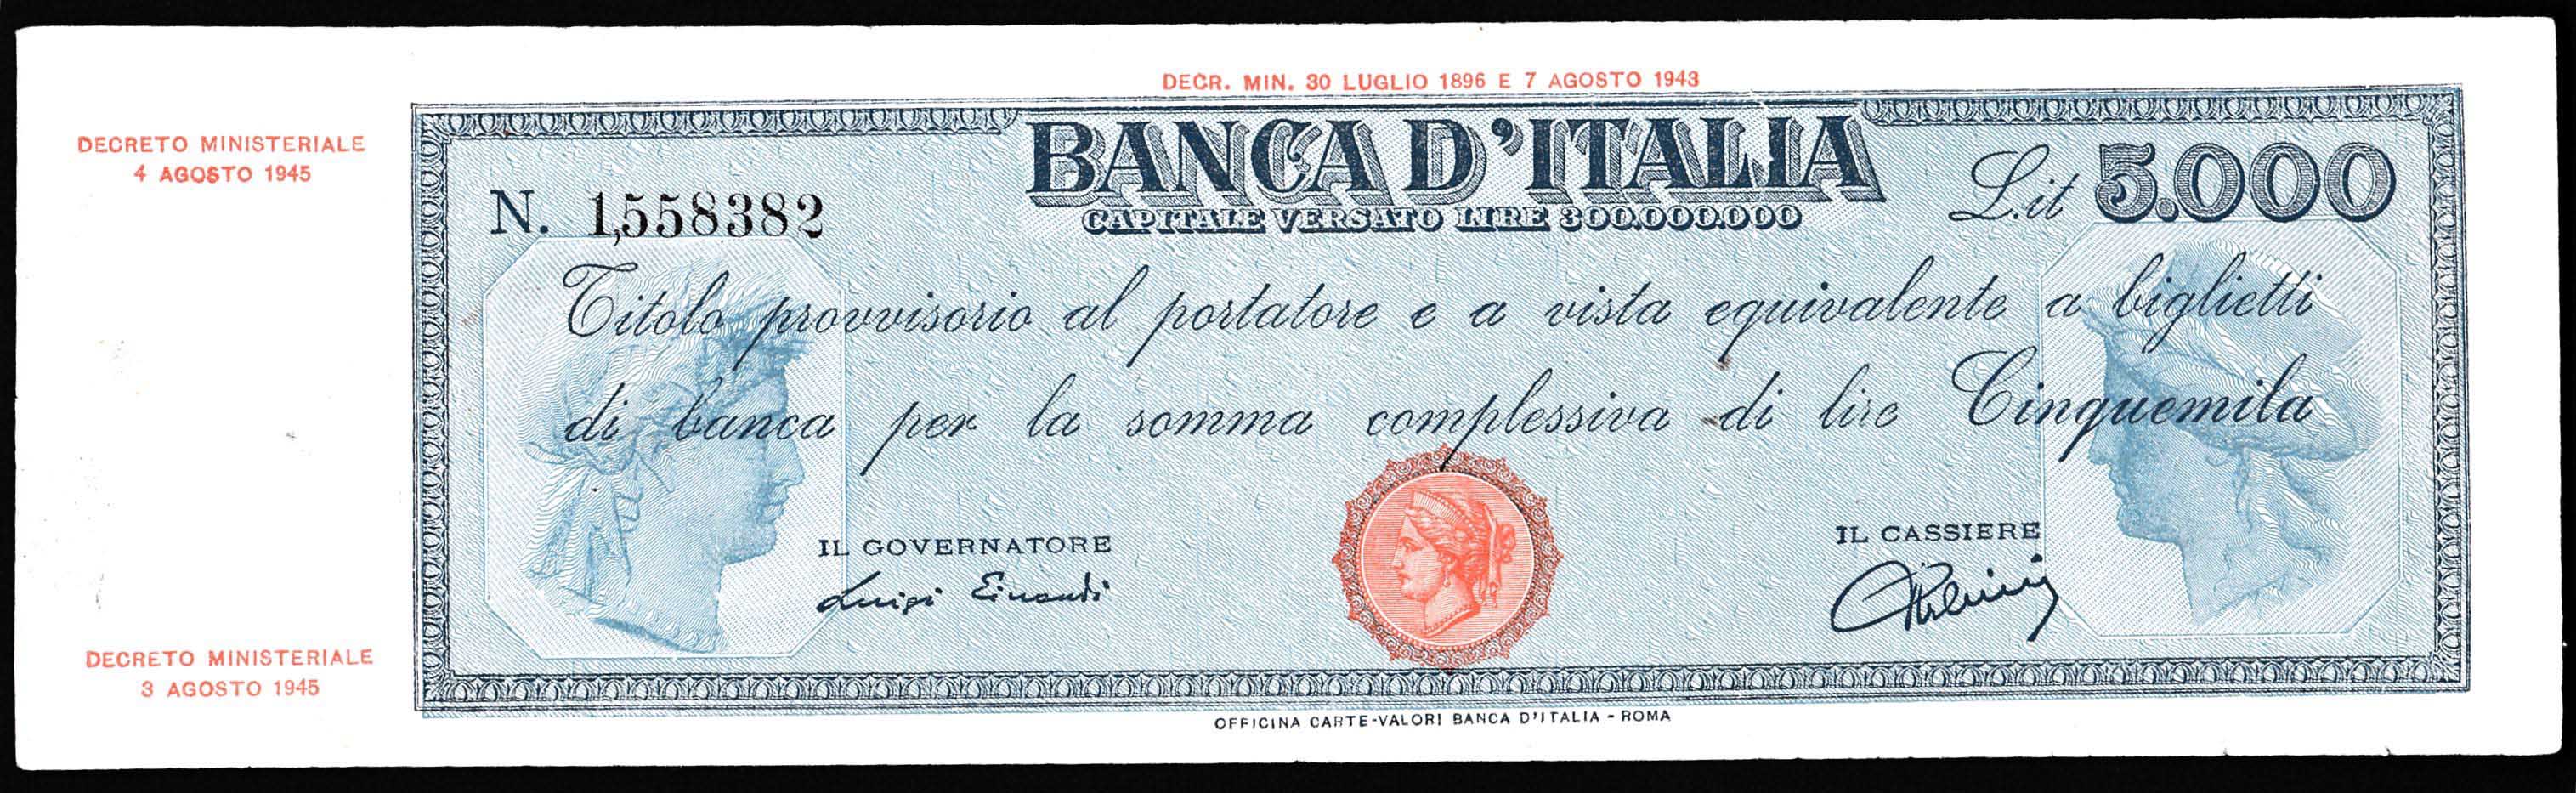 DECR. MIN. 30 LUGLIO 1896 E 7 AGOSTO 1943
DECRETO MINISTERIALE
4 AGOSTO 1945
BANCA D'ITALIA
CAPITALE VERSATO LIRE 300.000.000
N. 1,558382
L.it 5.000
Titolo provvisorio al portatore e a vista equivalente a biglietti
di banca per la somma complessiva di lire Cinquemila
IL GOVERNATORE
Luigi Einaudi
IL CASSIERE
DECRETO MINISTERIALE
3 AGOSTO 1945
OFFICINA CARTE-VALORI BANCA D'ITALIA - ROMA